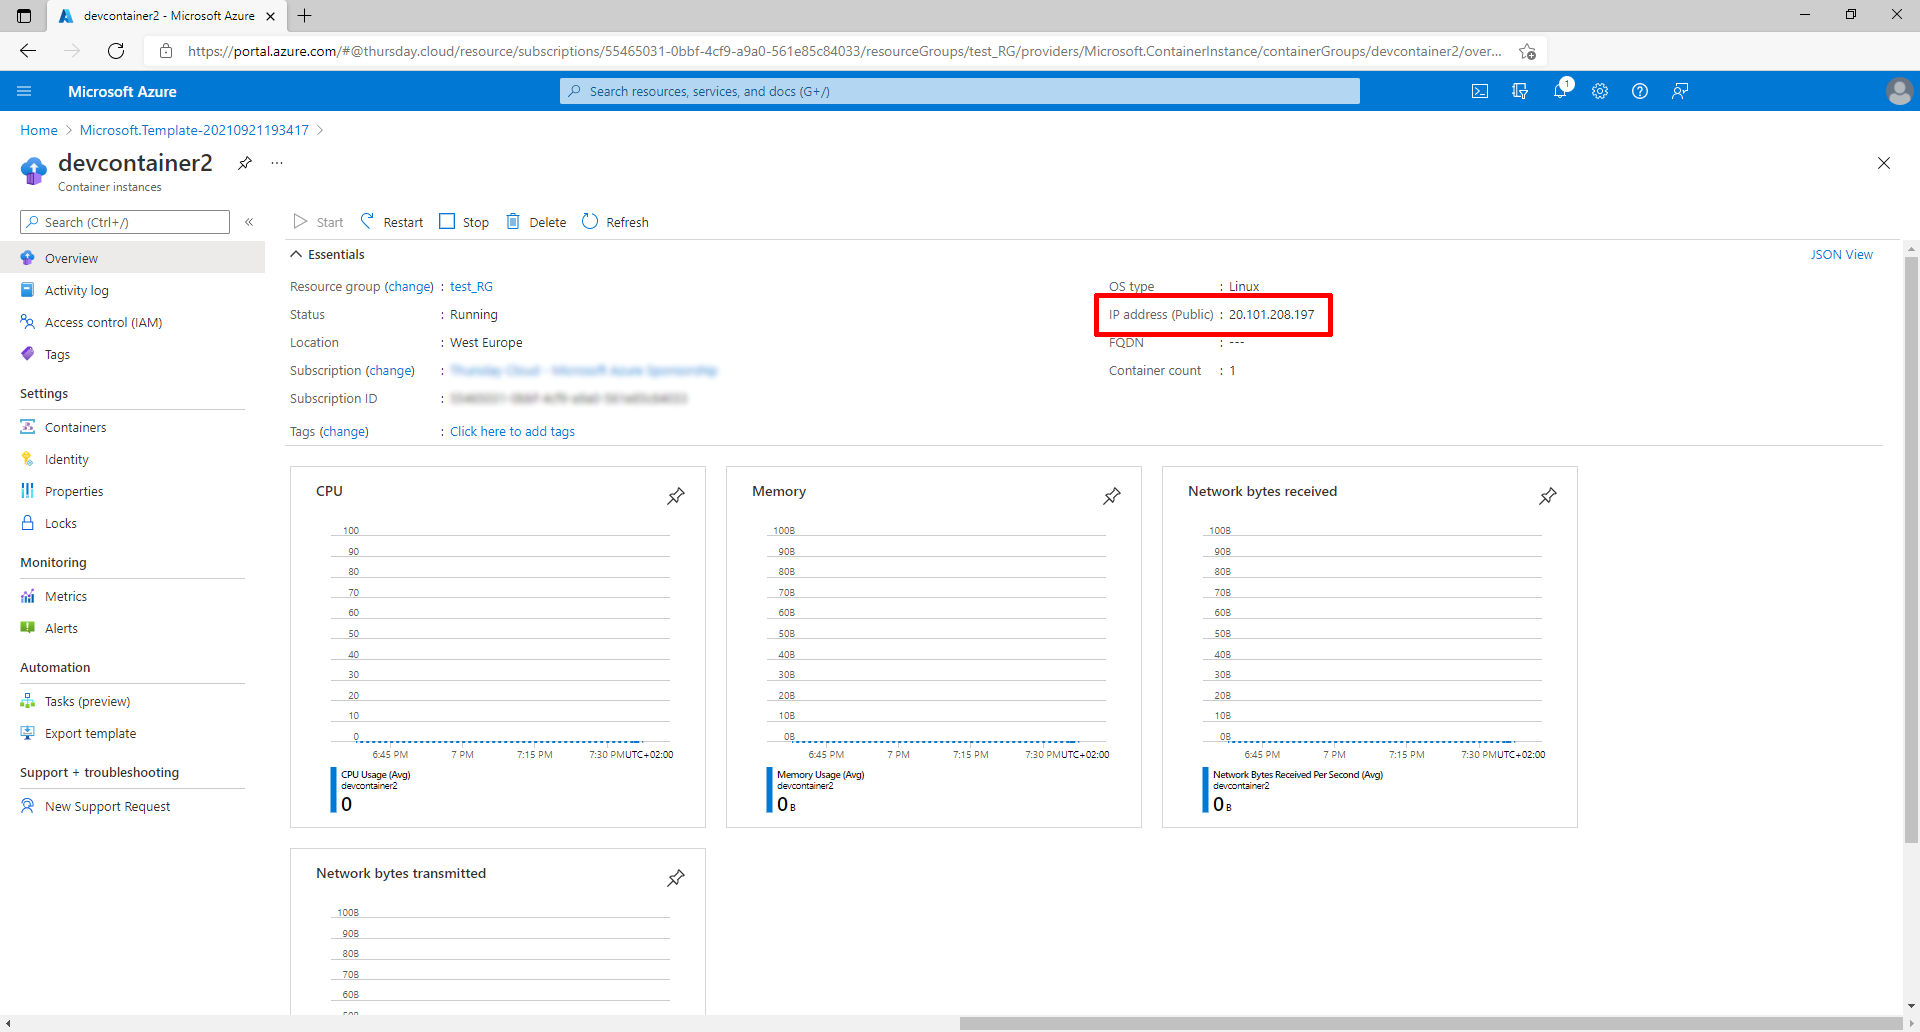 devcontainer2 - Microsoft Azure
https://portal.azure.com/#@thursday.cloud/resource/subscriptions/55465031-0bbf-4cf9-a9a0-561e85c84033/resourceGroups/test_RG/providers/Microsoft.ContainerInstance/containerGroups/devcontainer2/over...
Microsoft Azure
Search resources, services, and docs (G+/)
1
Home > Microsoft.Template-20210921193417 >
devcontainer2
...
Container instances
Search (Ctrl+/)
«
Start
Restart
Stop
Delete
Refresh
Overview
Activity log
Access control (IAM)
Tags
Settings
Containers
Identity
Properties
Locks
Monitoring
Metrics
Alerts
Automation
Tasks (preview)
Export template
Support + troubleshooting
New Support Request
Essentials
JSON View
Resource group (change) : test_RG
Status : Running
Location : West Europe
Subscription (change) :
Subscription ID :
Tags (change) : Click here to add tags
OS type : Linux
IP address (Public) : 20.101.208.197
FQDN : ---
Container count : 1
CPU
100
90
80
70
60
50
40
30
20
10
0
6:45 PM 7 PM 7:15 PM 7:30 PM UTC+02:00
CPU Usage (Avg)
devcontainer2
0
Memory
100B
90B
80B
70B
60B
50B
40B
30B
20B
10B
0B
6:45 PM 7 PM 7:15 PM 7:30 PM UTC+02:00
Memory Usage (Avg)
devcontainer2
0 B
Network bytes received
100B
90B
80B
70B
60B
50B
40B
30B
20B
10B
0B
6:45 PM 7 PM 7:15 PM 7:30 PM UTC+02:00
Network Bytes Received Per Second (Avg)
devcontainer2
0 B
Network bytes transmitted
100B
90B
80B
70B
60B